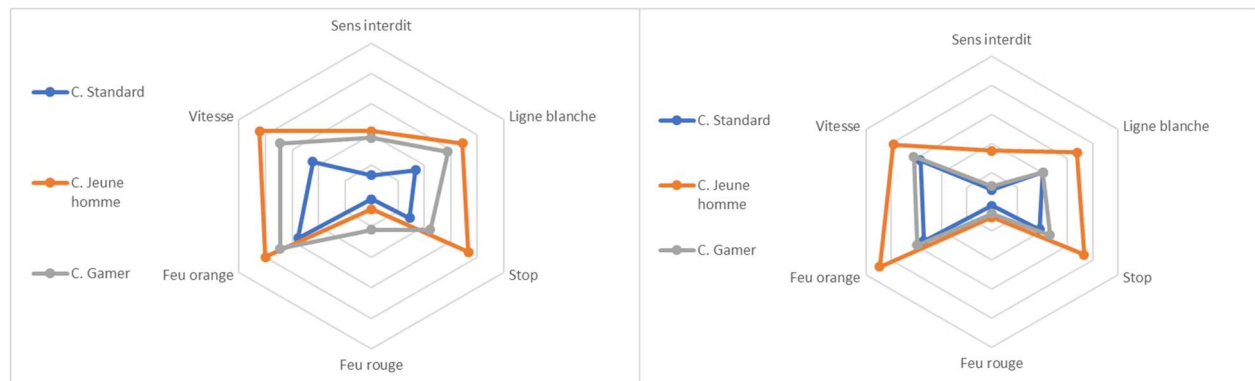 Sens interdit
C. Standard
Vitesse
Ligne blanche
C. Jeune
homme
C. Gamer
Feu orange
Stop
Feu rouge
Sens interdit
C. Standard
Vitesse
Ligne blanche
C. Jeune
homme
C. Gamer
Feu orange
Stop
Feu rouge